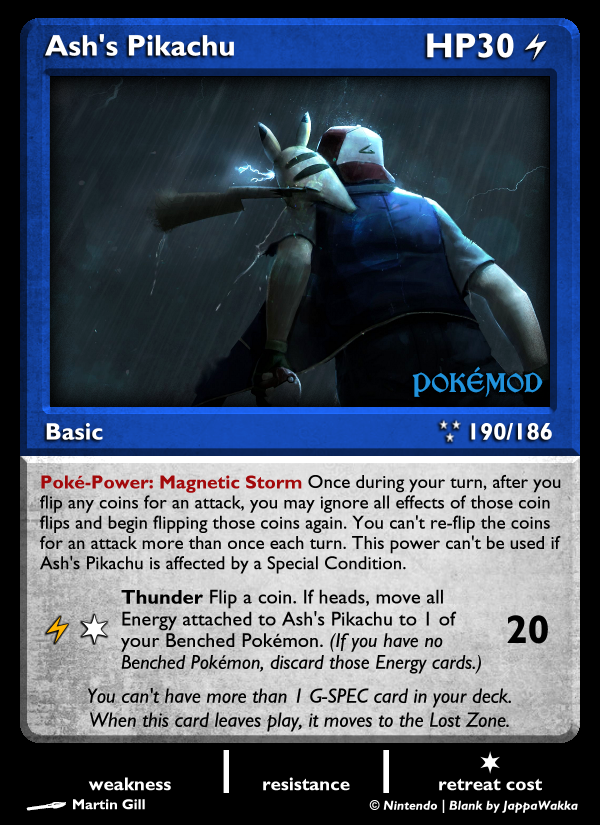 Ash's Pikachu HP30
POKÉMOD
Basic 190/186
Poké-Power: Magnetic Storm Once during your turn, after you
flip any coins for an attack, you may ignore all effects of those coin
flips and begin flipping those coins again. You can't re-flip the coins
for an attack more than once each turn. This power can't be used if
Ash's Pikachu is affected by a Special Condition.
Thunder Flip a coin. If heads, move all
Energy attached to Ash's Pikachu to 1 of
your Benched Pokémon. (If you have no
Benched Pokémon, discard those Energy cards.)
20
You can't have more than 1 G-SPEC card in your deck.
When this card leaves play, it moves to the Lost Zone.
weakness resistance retreat cost
Martin Gill © Nintendo | Blank by JappaWakka